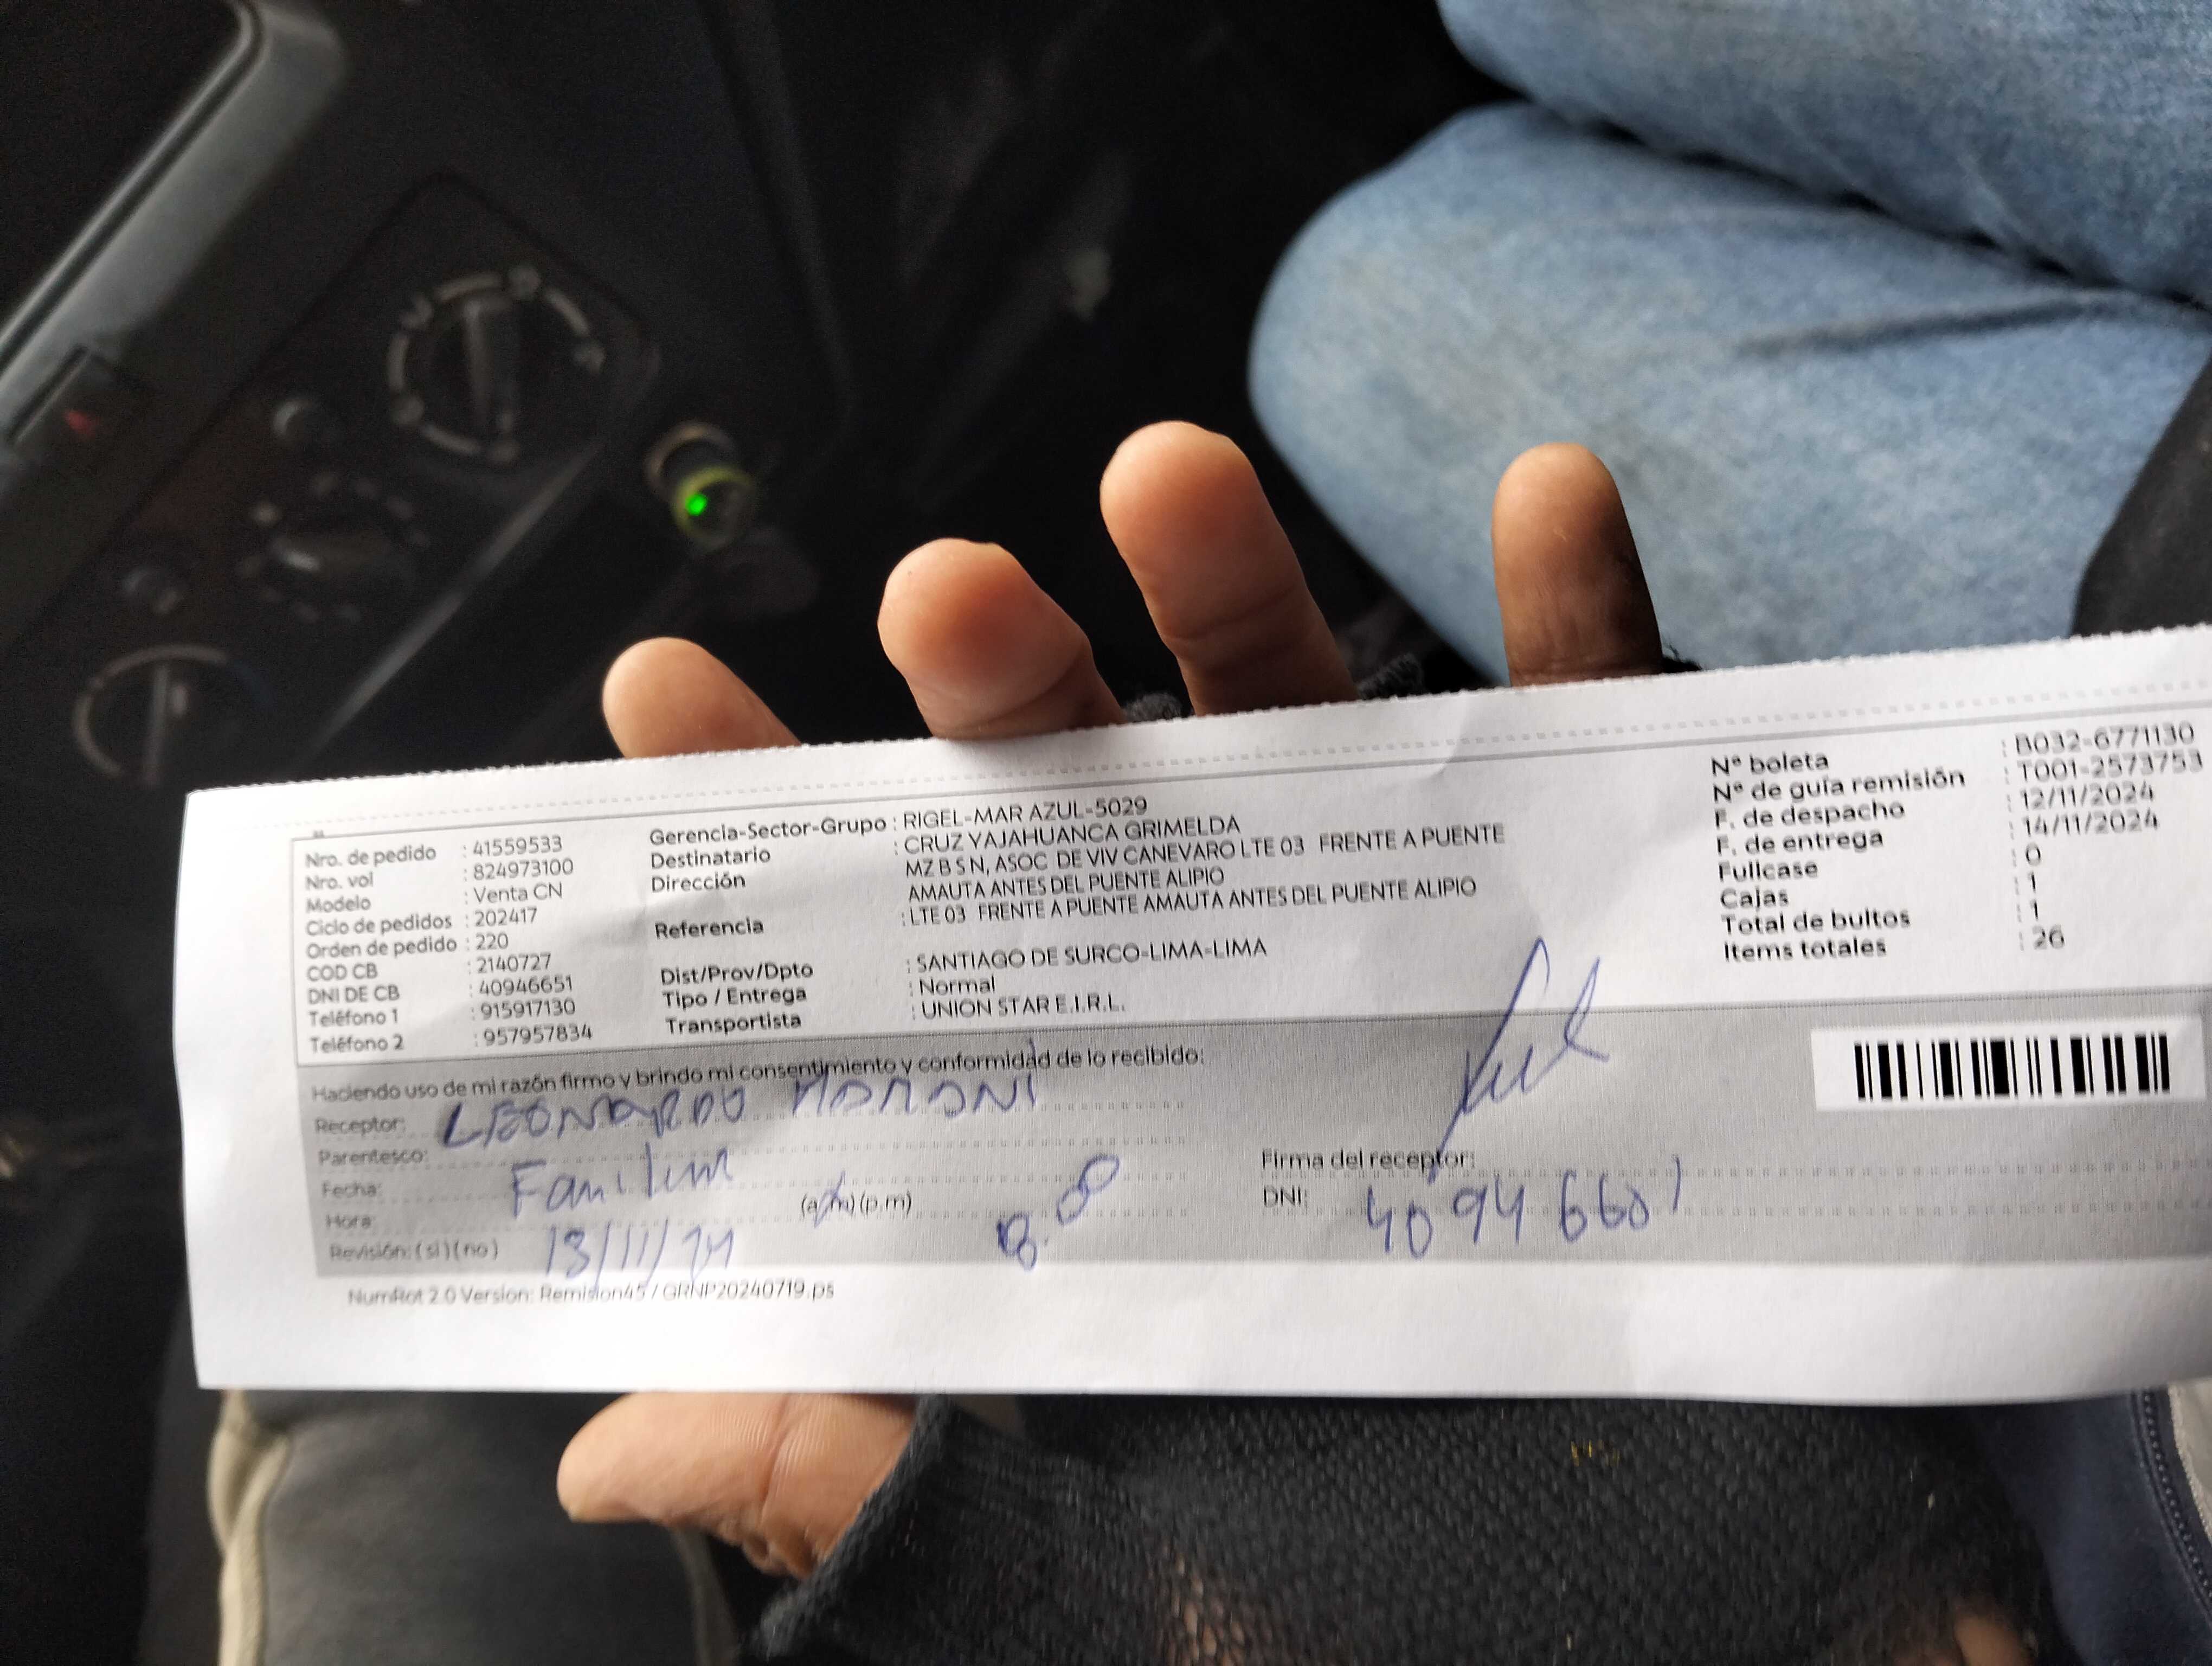 Nro. de pedido : 41559533
Nro. vol : 824973100
Modelo : Venta CN
Ciclo de pedidos : 202417
Orden de pedido : 220
COD CB : 2140727
DNI DE CB : 40946651
Teléfono 1 : 915917130
Teléfono 2 : 957957834
Gerencia-Sector-Grupo : RIGEL-MAR AZUL-5029
Destinatario : CRUZ YAJAHUANCA GRIMELDA
Dirección MZ B S N, ASOC DE VIV CANEVARO LTE 03 FRENTE A PUENTE
AMAUTA ANTES DEL PUENTE ALIPIO
Referencia : LTE 03 FRENTE A PUENTE AMAUTA ANTES DEL PUENTE ALIPIO
Dist/Prov/Dpto : SANTIAGO DE SURCO-LIMA-LIMA
Tipo / Entrega : Normal
Transportista : UNION STAR E.I.R.L.
Nº boleta : B032-6771130
Nº de guía remisión : T001-2573753
F. de despacho : 12/11/2024
F. de entrega : 14/11/2024
Fullcase : 0
Cajas : 1
Total de bultos : 1
Items totales : 26
Haciendo uso de mi razón firmo y brindo mi consentimiento y conformidad de lo recibido:
Receptor: LEONARDO MAMANI
Parentesco:
Fecha: Familiar
Hora: (a.m) (p.m)
Revisión: ( si ) ( no ) 13/11/24
Firma del receptor:
DNI: 40946601
NumRot 2.0 Version: Remision45 / GRNP20240719.ps